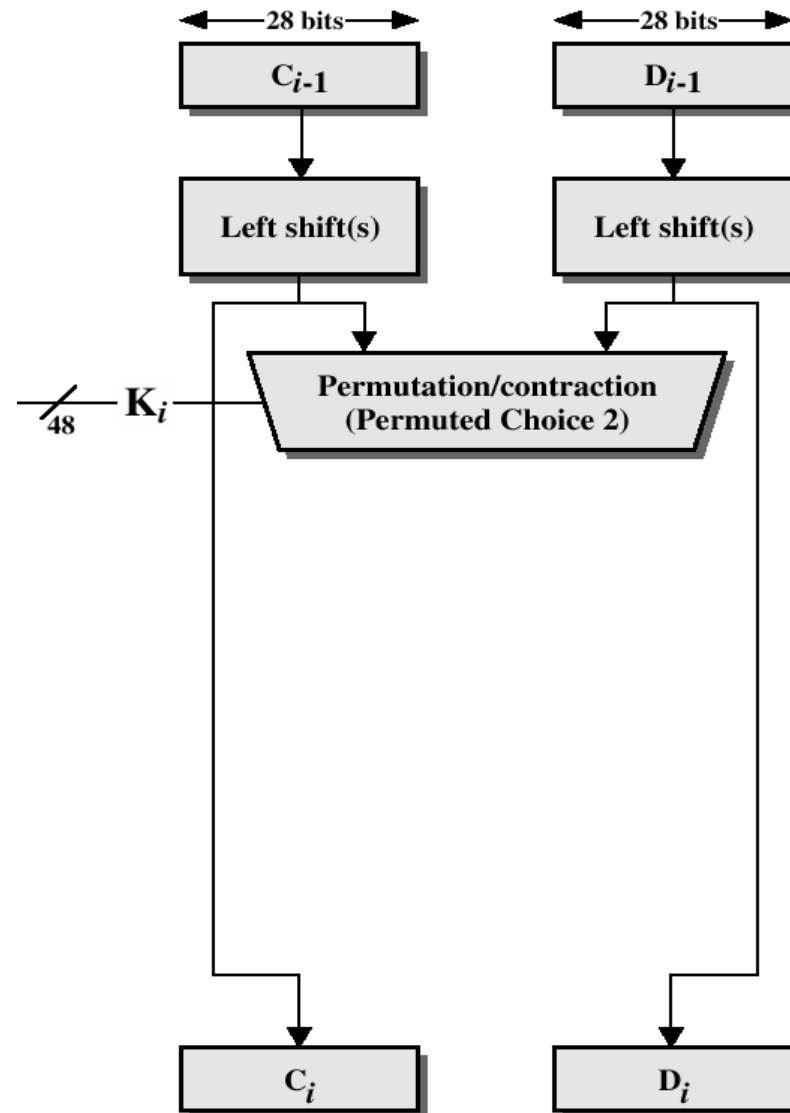 28 bits 28 bits
Ci-1 Di-1
Left shift(s) Left shift(s)
Permutation/contraction
(Permuted Choice 2)
Ki
48
Ci Di